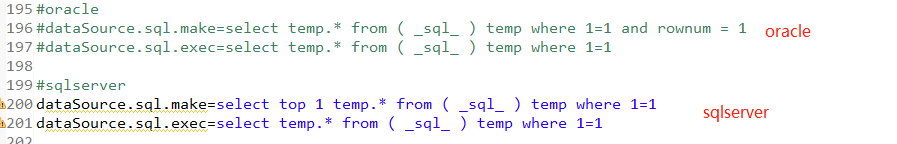 195 #oracle
196 #dataSource.sql.make=select temp.* from ( _sql_ ) temp where 1=1 and rownum = 1 oracle
197 #dataSource.sql.exec=select temp.* from ( _sql_ ) temp where 1=1
198
199 #sqlserver
200 dataSource.sql.make=select top 1 temp.* from ( _sql_ ) temp where 1=1
sqlserver
201 dataSource.sql.exec=select temp.* from ( _sql_ ) temp where 1=1
202